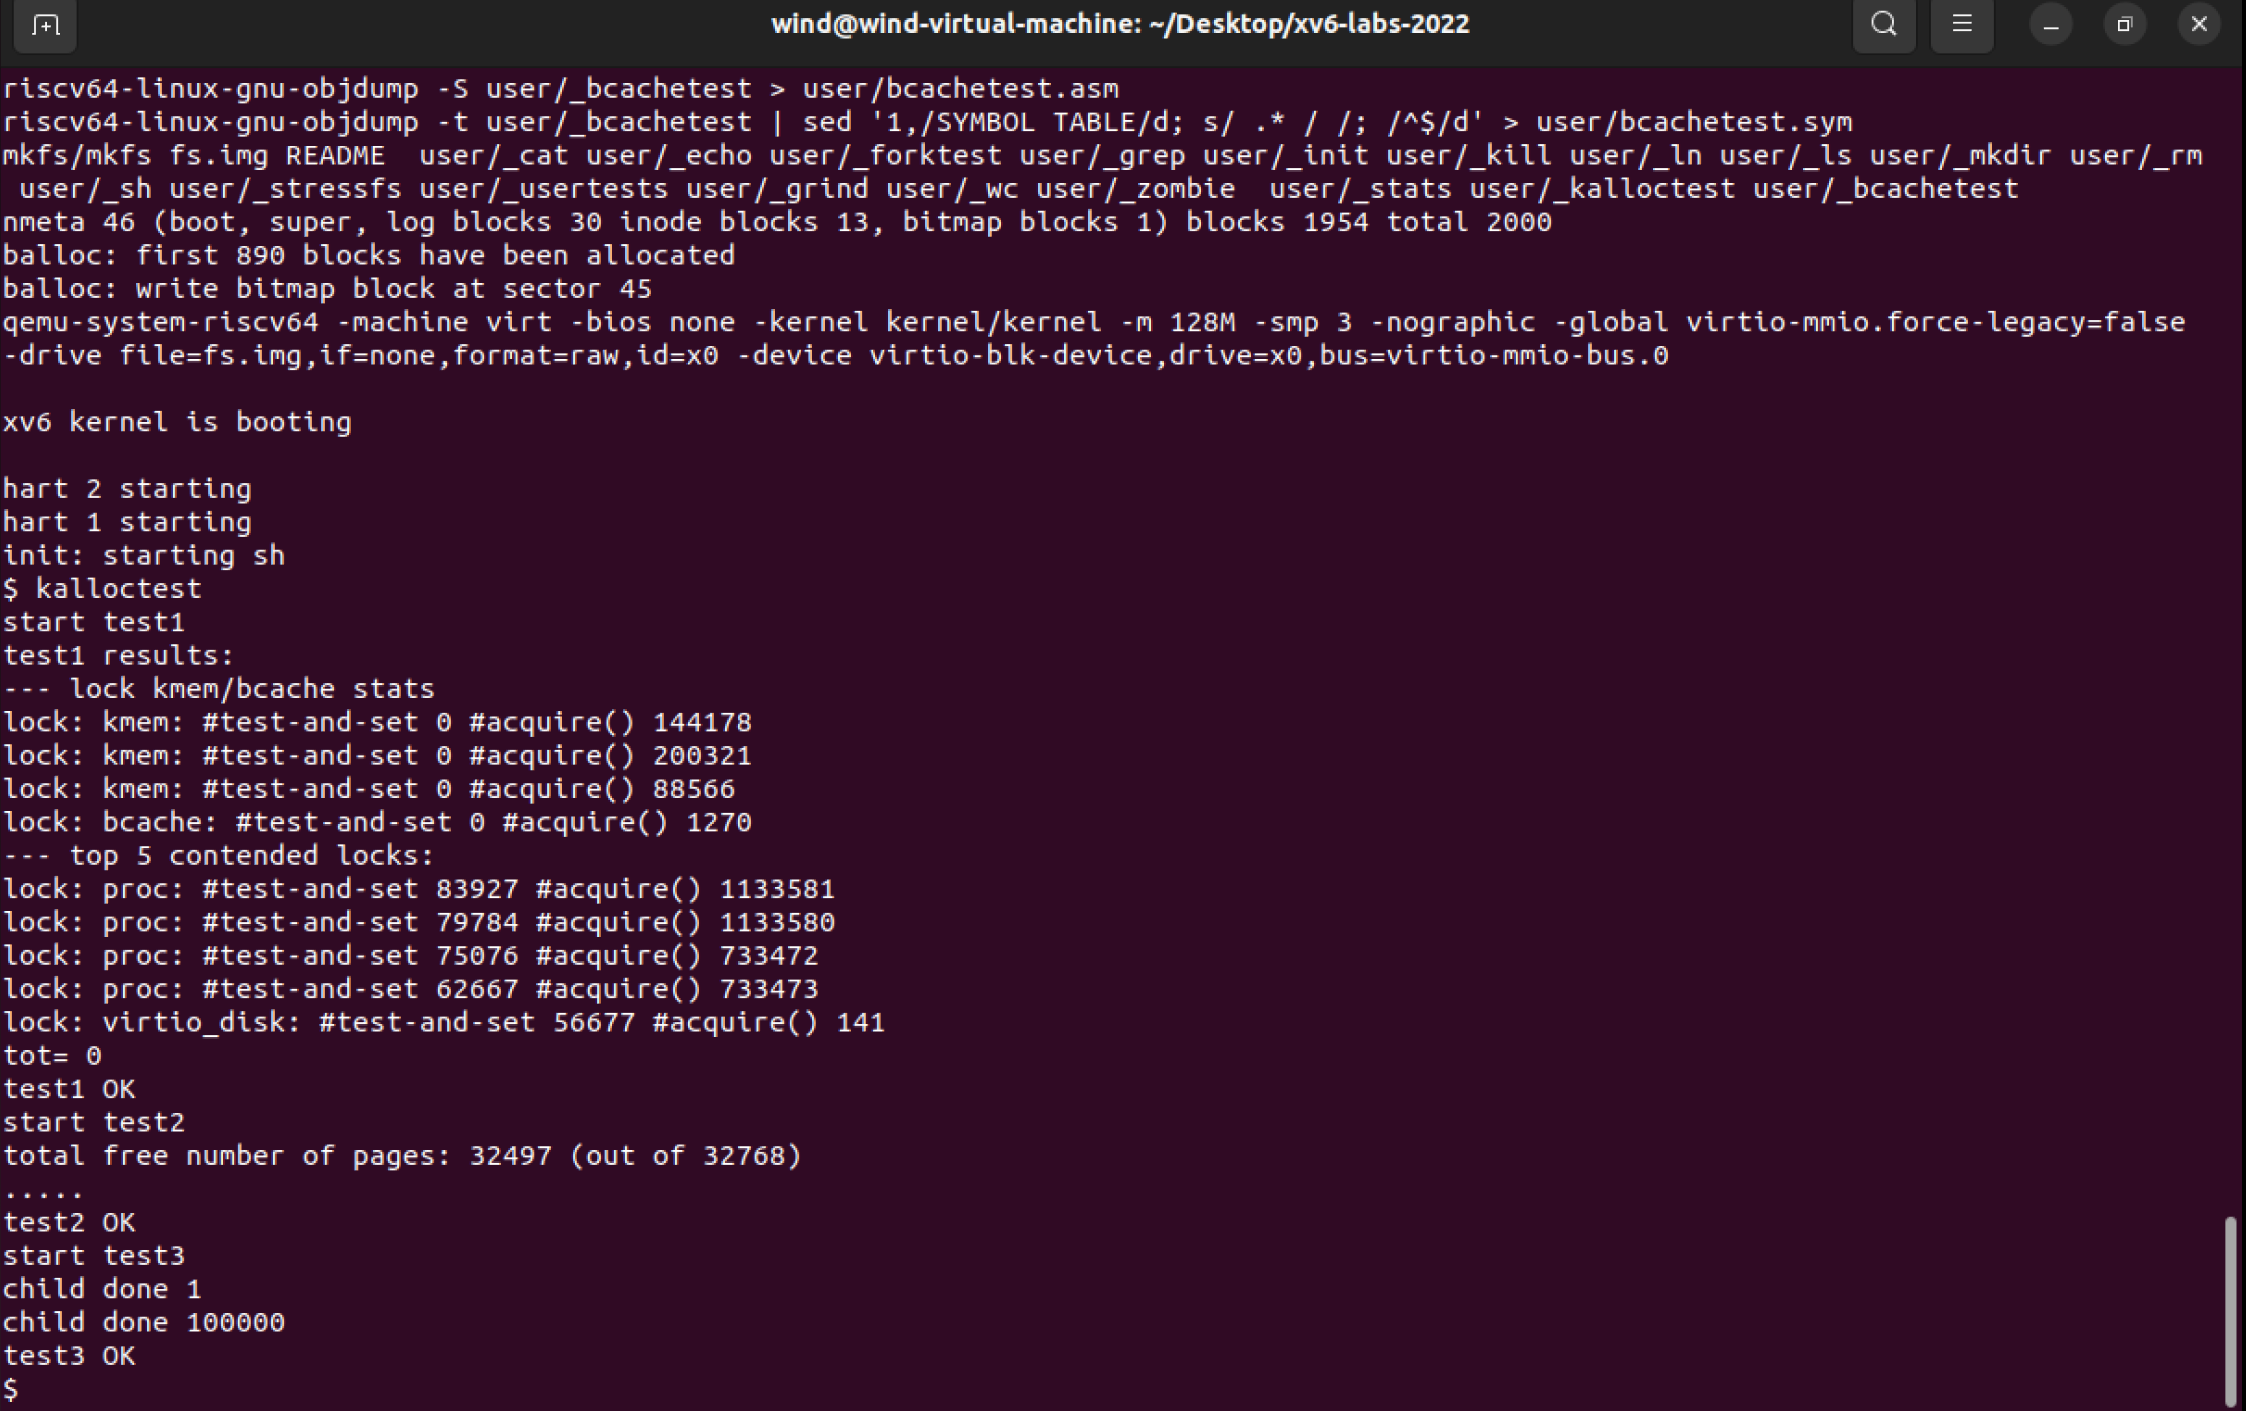 wind@wind-virtual-machine: ~/Desktop/xv6-labs-2022
riscv64-linux-gnu-objdump -S user/_bcachetest > user/bcachetest.asm
riscv64-linux-gnu-objdump -t user/_bcachetest | sed '1,/SYMBOL TABLE/d; s/ .* / /; /^$/d' > user/bcachetest.sym
mkfs/mkfs fs.img README  user/_cat user/_echo user/_forktest user/_grep user/_init user/_kill user/_ln user/_ls user/_mkdir user/_rm
 user/_sh user/_stressfs user/_usertests user/_grind user/_wc user/_zombie  user/_stats user/_kalloctest user/_bcachetest
nmeta 46 (boot, super, log blocks 30 inode blocks 13, bitmap blocks 1) blocks 1954 total 2000
balloc: first 890 blocks have been allocated
balloc: write bitmap block at sector 45
qemu-system-riscv64 -machine virt -bios none -kernel kernel/kernel -m 128M -smp 3 -nographic -global virtio-mmio.force-legacy=false
-drive file=fs.img,if=none,format=raw,id=x0 -device virtio-blk-device,drive=x0,bus=virtio-mmio-bus.0
xv6 kernel is booting
hart 2 starting
hart 1 starting
init: starting sh
$ kalloctest
start test1
test1 results:
--- lock kmem/bcache stats
lock: kmem: #test-and-set 0 #acquire() 144178
lock: kmem: #test-and-set 0 #acquire() 200321
lock: kmem: #test-and-set 0 #acquire() 88566
lock: bcache: #test-and-set 0 #acquire() 1270
--- top 5 contended locks:
lock: proc: #test-and-set 83927 #acquire() 1133581
lock: proc: #test-and-set 79784 #acquire() 1133580
lock: proc: #test-and-set 75076 #acquire() 733472
lock: proc: #test-and-set 62667 #acquire() 733473
lock: virtio_disk: #test-and-set 56677 #acquire() 141
tot= 0
test1 OK
start test2
total free number of pages: 32497 (out of 32768)
.....
test2 OK
start test3
child done 1
child done 100000
test3 OK
$